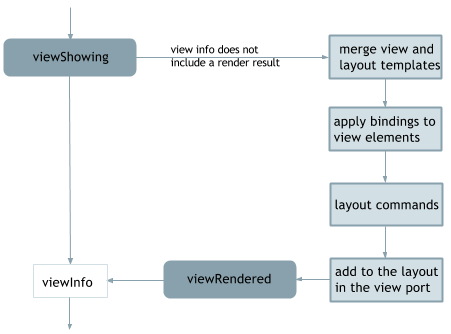 viewShowing
view info does not
include a render result
merge view and
layout templates
apply bindings to
view elements
layout commands
add to the layout
in the view port
viewRendered
viewInfo